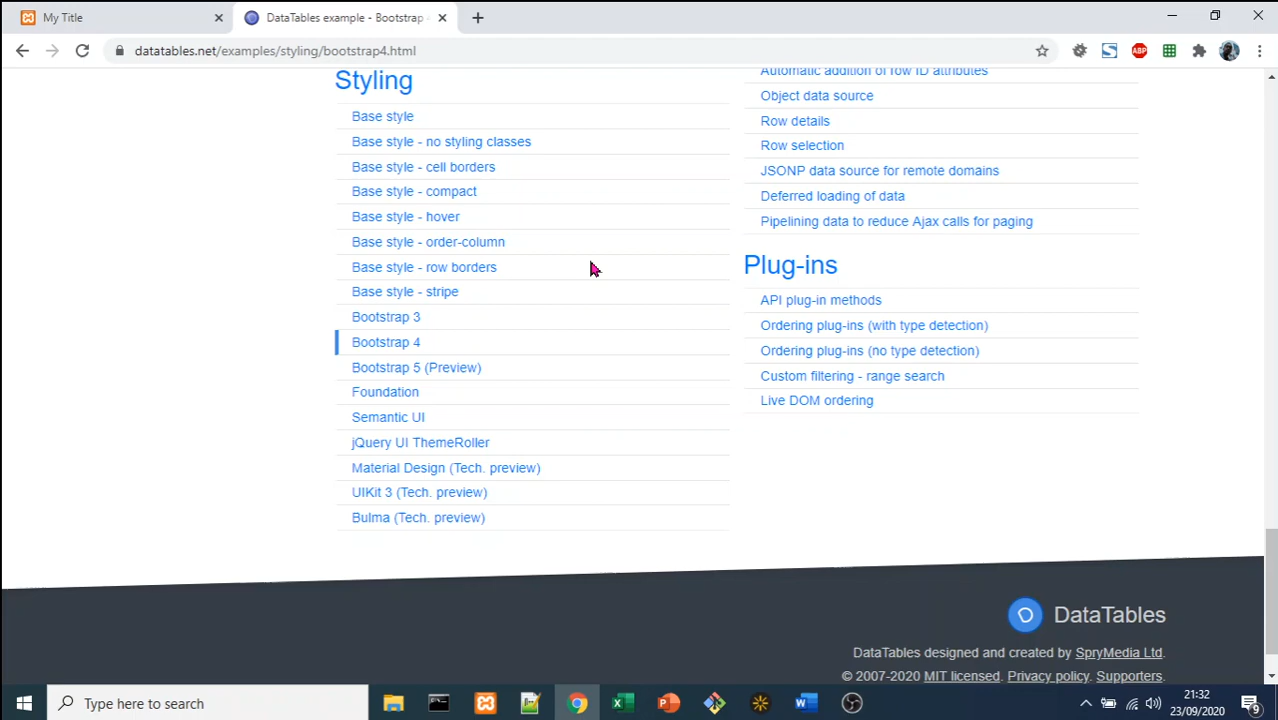 My Title
DataTables example - Bootstrap
datatables.net/examples/styling/bootstrap4.html
ABP
Styling
Base style
Base style - no styling classes
Base style - cell borders
Base style - compact
Base style - hover
Base style - order-column
Base style - row borders
Base style - stripe
Bootstrap 3
Bootstrap 4
Bootstrap 5 (Preview)
Foundation
Semantic UI
jQuery UI ThemeRoller
Material Design (Tech. preview)
UIKit 3 (Tech. preview)
Bulma (Tech. preview)
Automatic addition of row ID attributes
Object data source
Row details
Row selection
JSONP data source for remote domains
Deferred loading of data
Pipelining data to reduce Ajax calls for paging
Plug-ins
API plug-in methods
Ordering plug-ins (with type detection)
Ordering plug-ins (no type detection)
Custom filtering - range search
Live DOM ordering
DataTables
DataTables designed and created by SpryMedia Ltd.
© 2007-2020 MIT licensed. Privacy policy. Supporters.
Type here to search
21:32
23/09/2020